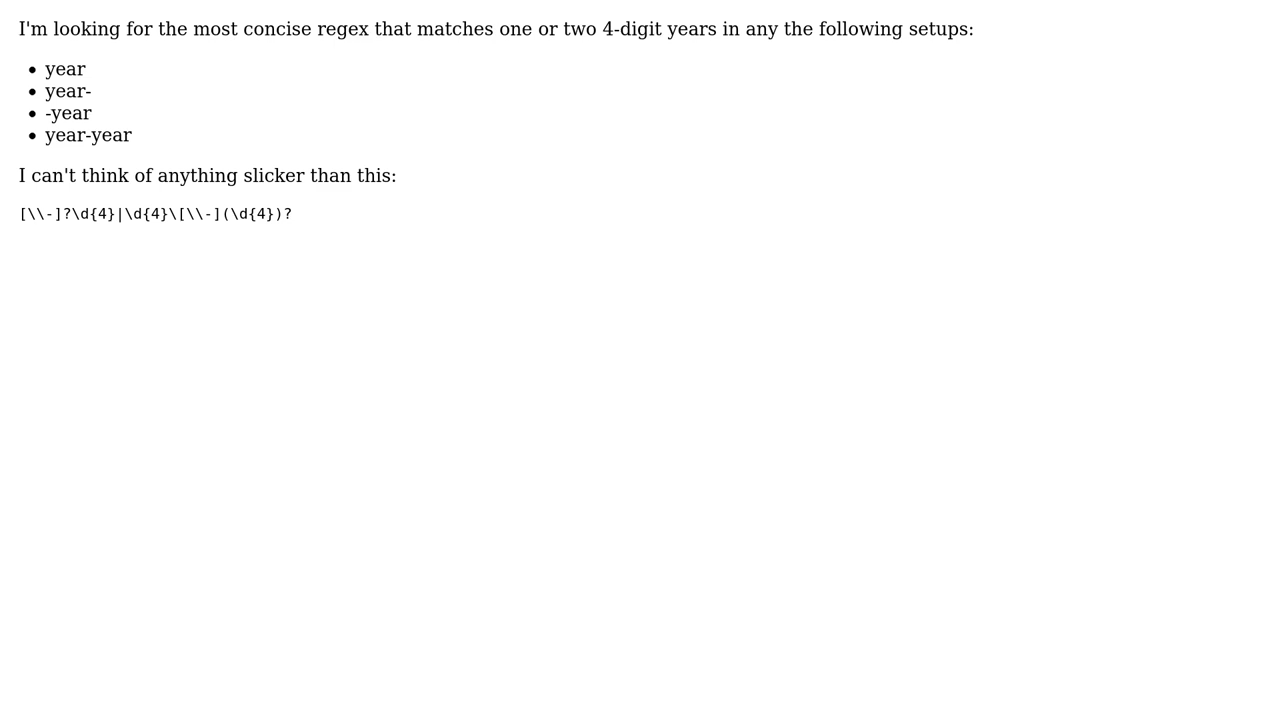 I'm looking for the most concise regex that matches one or two 4-digit years in any the following setups:
• year
• year-
• -year
• year-year
I can't think of anything slicker than this:
[\\-]?\d{4}|\d{4}\[\\-](\d{4})?